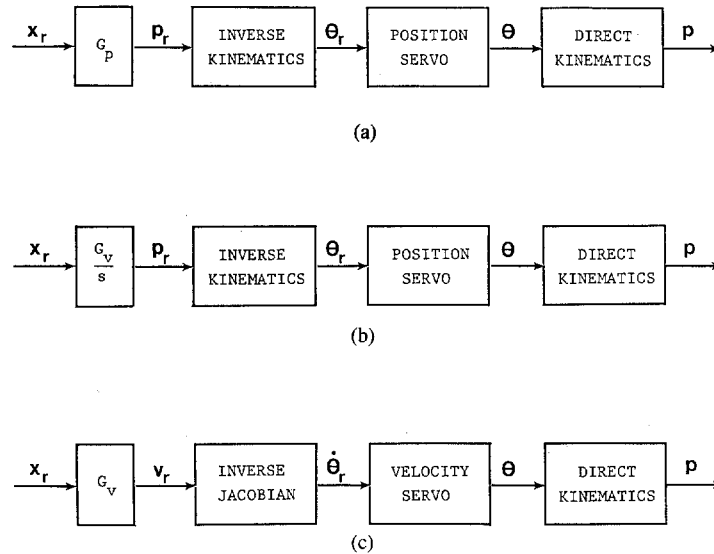 x_r p_r θ_r θ p
G_p
INVERSE
KINEMATICS
POSITION
SERVO
DIRECT
KINEMATICS
(a)
x_r p_r θ_r θ p
G_v
s
INVERSE
KINEMATICS
POSITION
SERVO
DIRECT
KINEMATICS
(b)
x_r v_r θ̇_r θ p
G_v
INVERSE
JACOBIAN
VELOCITY
SERVO
DIRECT
KINEMATICS
(c)